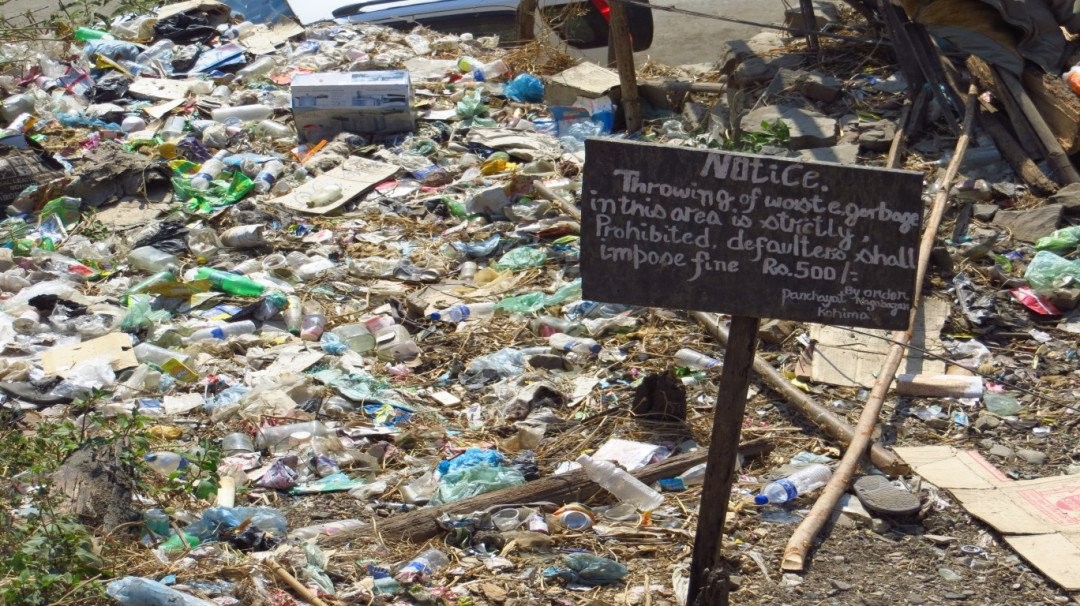 Notice.
Throwing of waste garbage
in this area is strictly,
Prohibited. defaulters shall
impose fine Rs.500/=
By order
Panchayat
Kohima